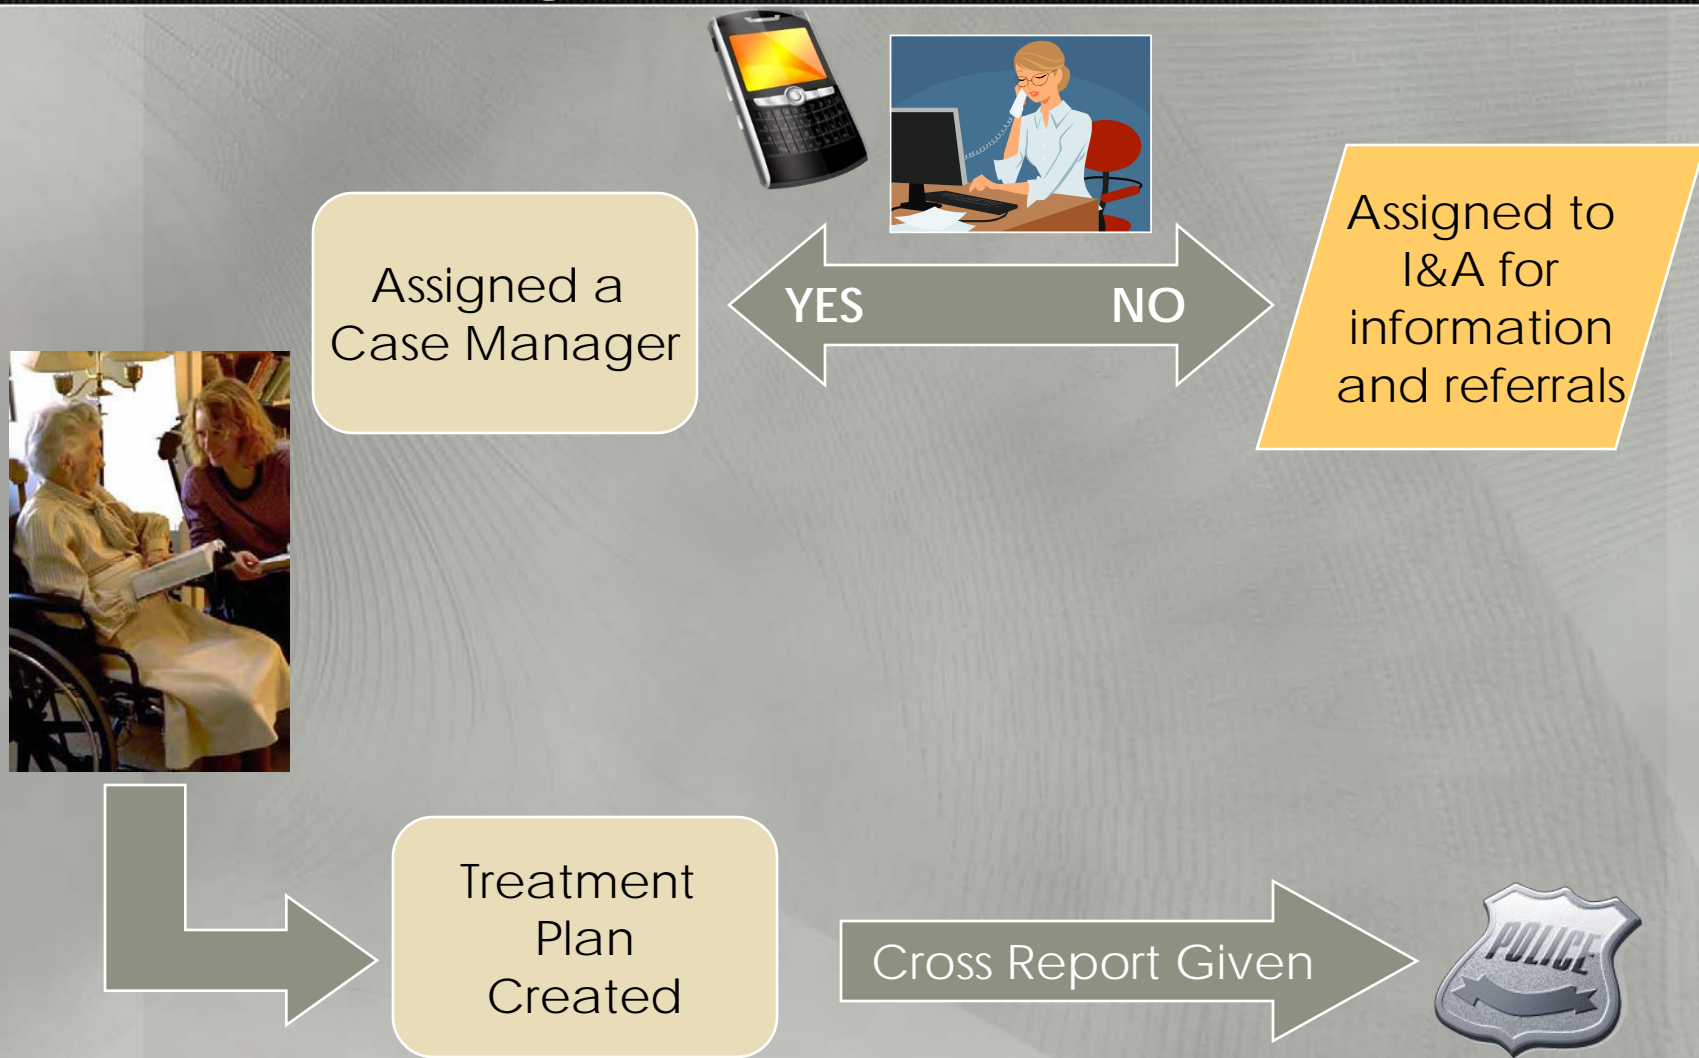 Assigned a
Case Manager
YES
NO
Assigned to
I&A for
information
and referrals
Treatment
Plan
Created
Cross Report Given
POLICE